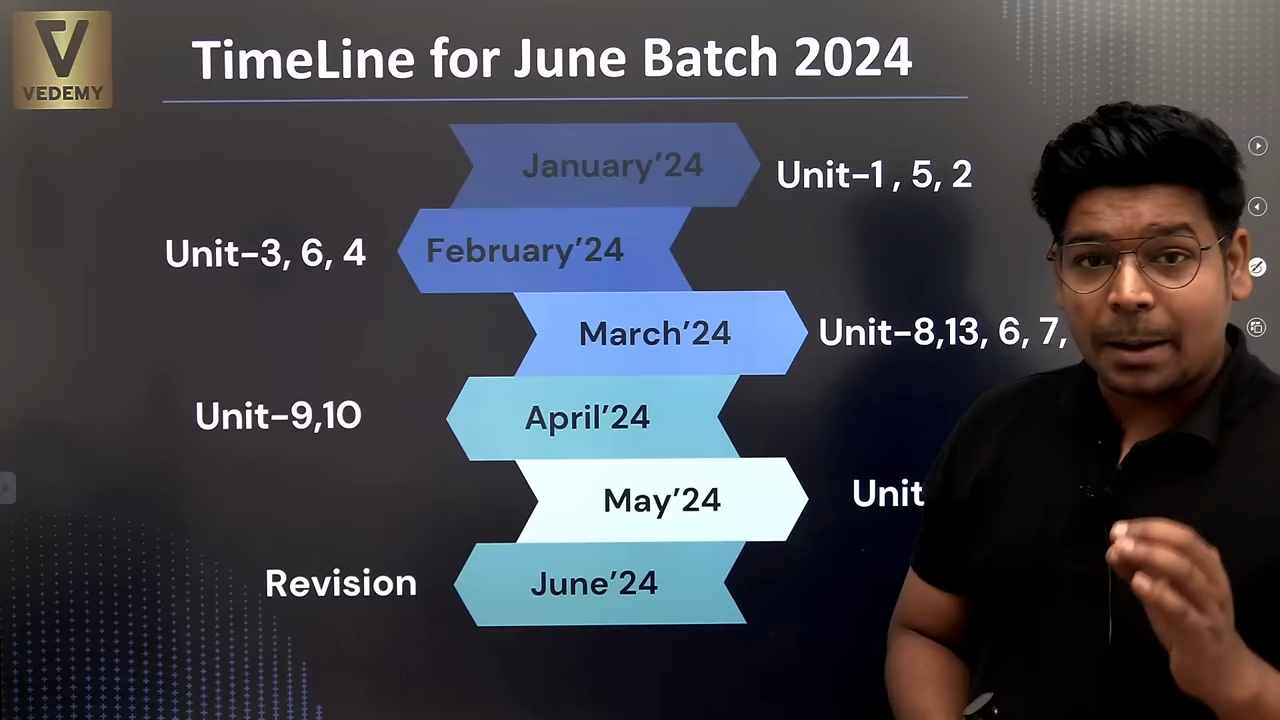 VEDEMY
TimeLine for June Batch 2024
January’24
Unit-1 , 5, 2
Unit-3, 6, 4
February’24
March’24
Unit-8,13, 6, 7,
Unit-9,10
April’24
May’24
Unit
Revision
June’24